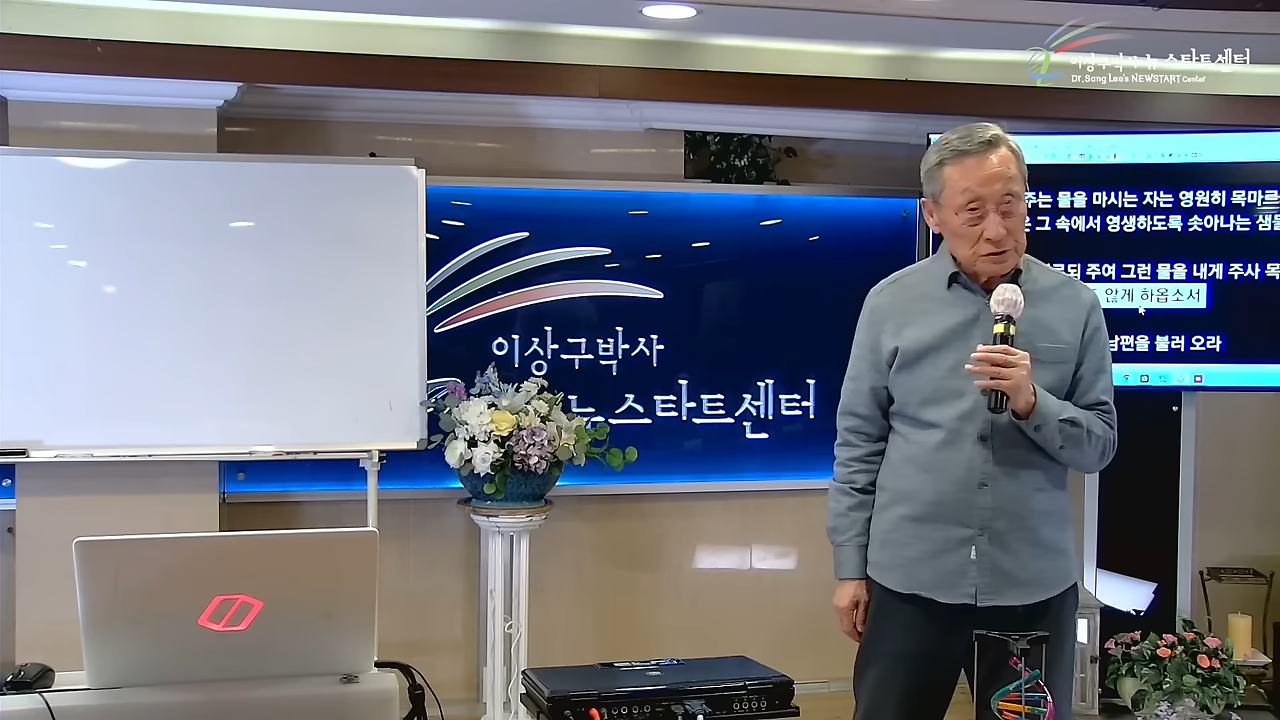 이상구박사 뉴스타트센터
Dr.Sang Lee's NEWSTART Center
주는 물을 마시는 자는 영원히 목마르
그 속에서 영생하도록 솟아나는 샘물
되 주여 그런 물을 내게 주사 목
않게 하옵소서
남편을 불러 오라
이상구박사
뉴스타트센터